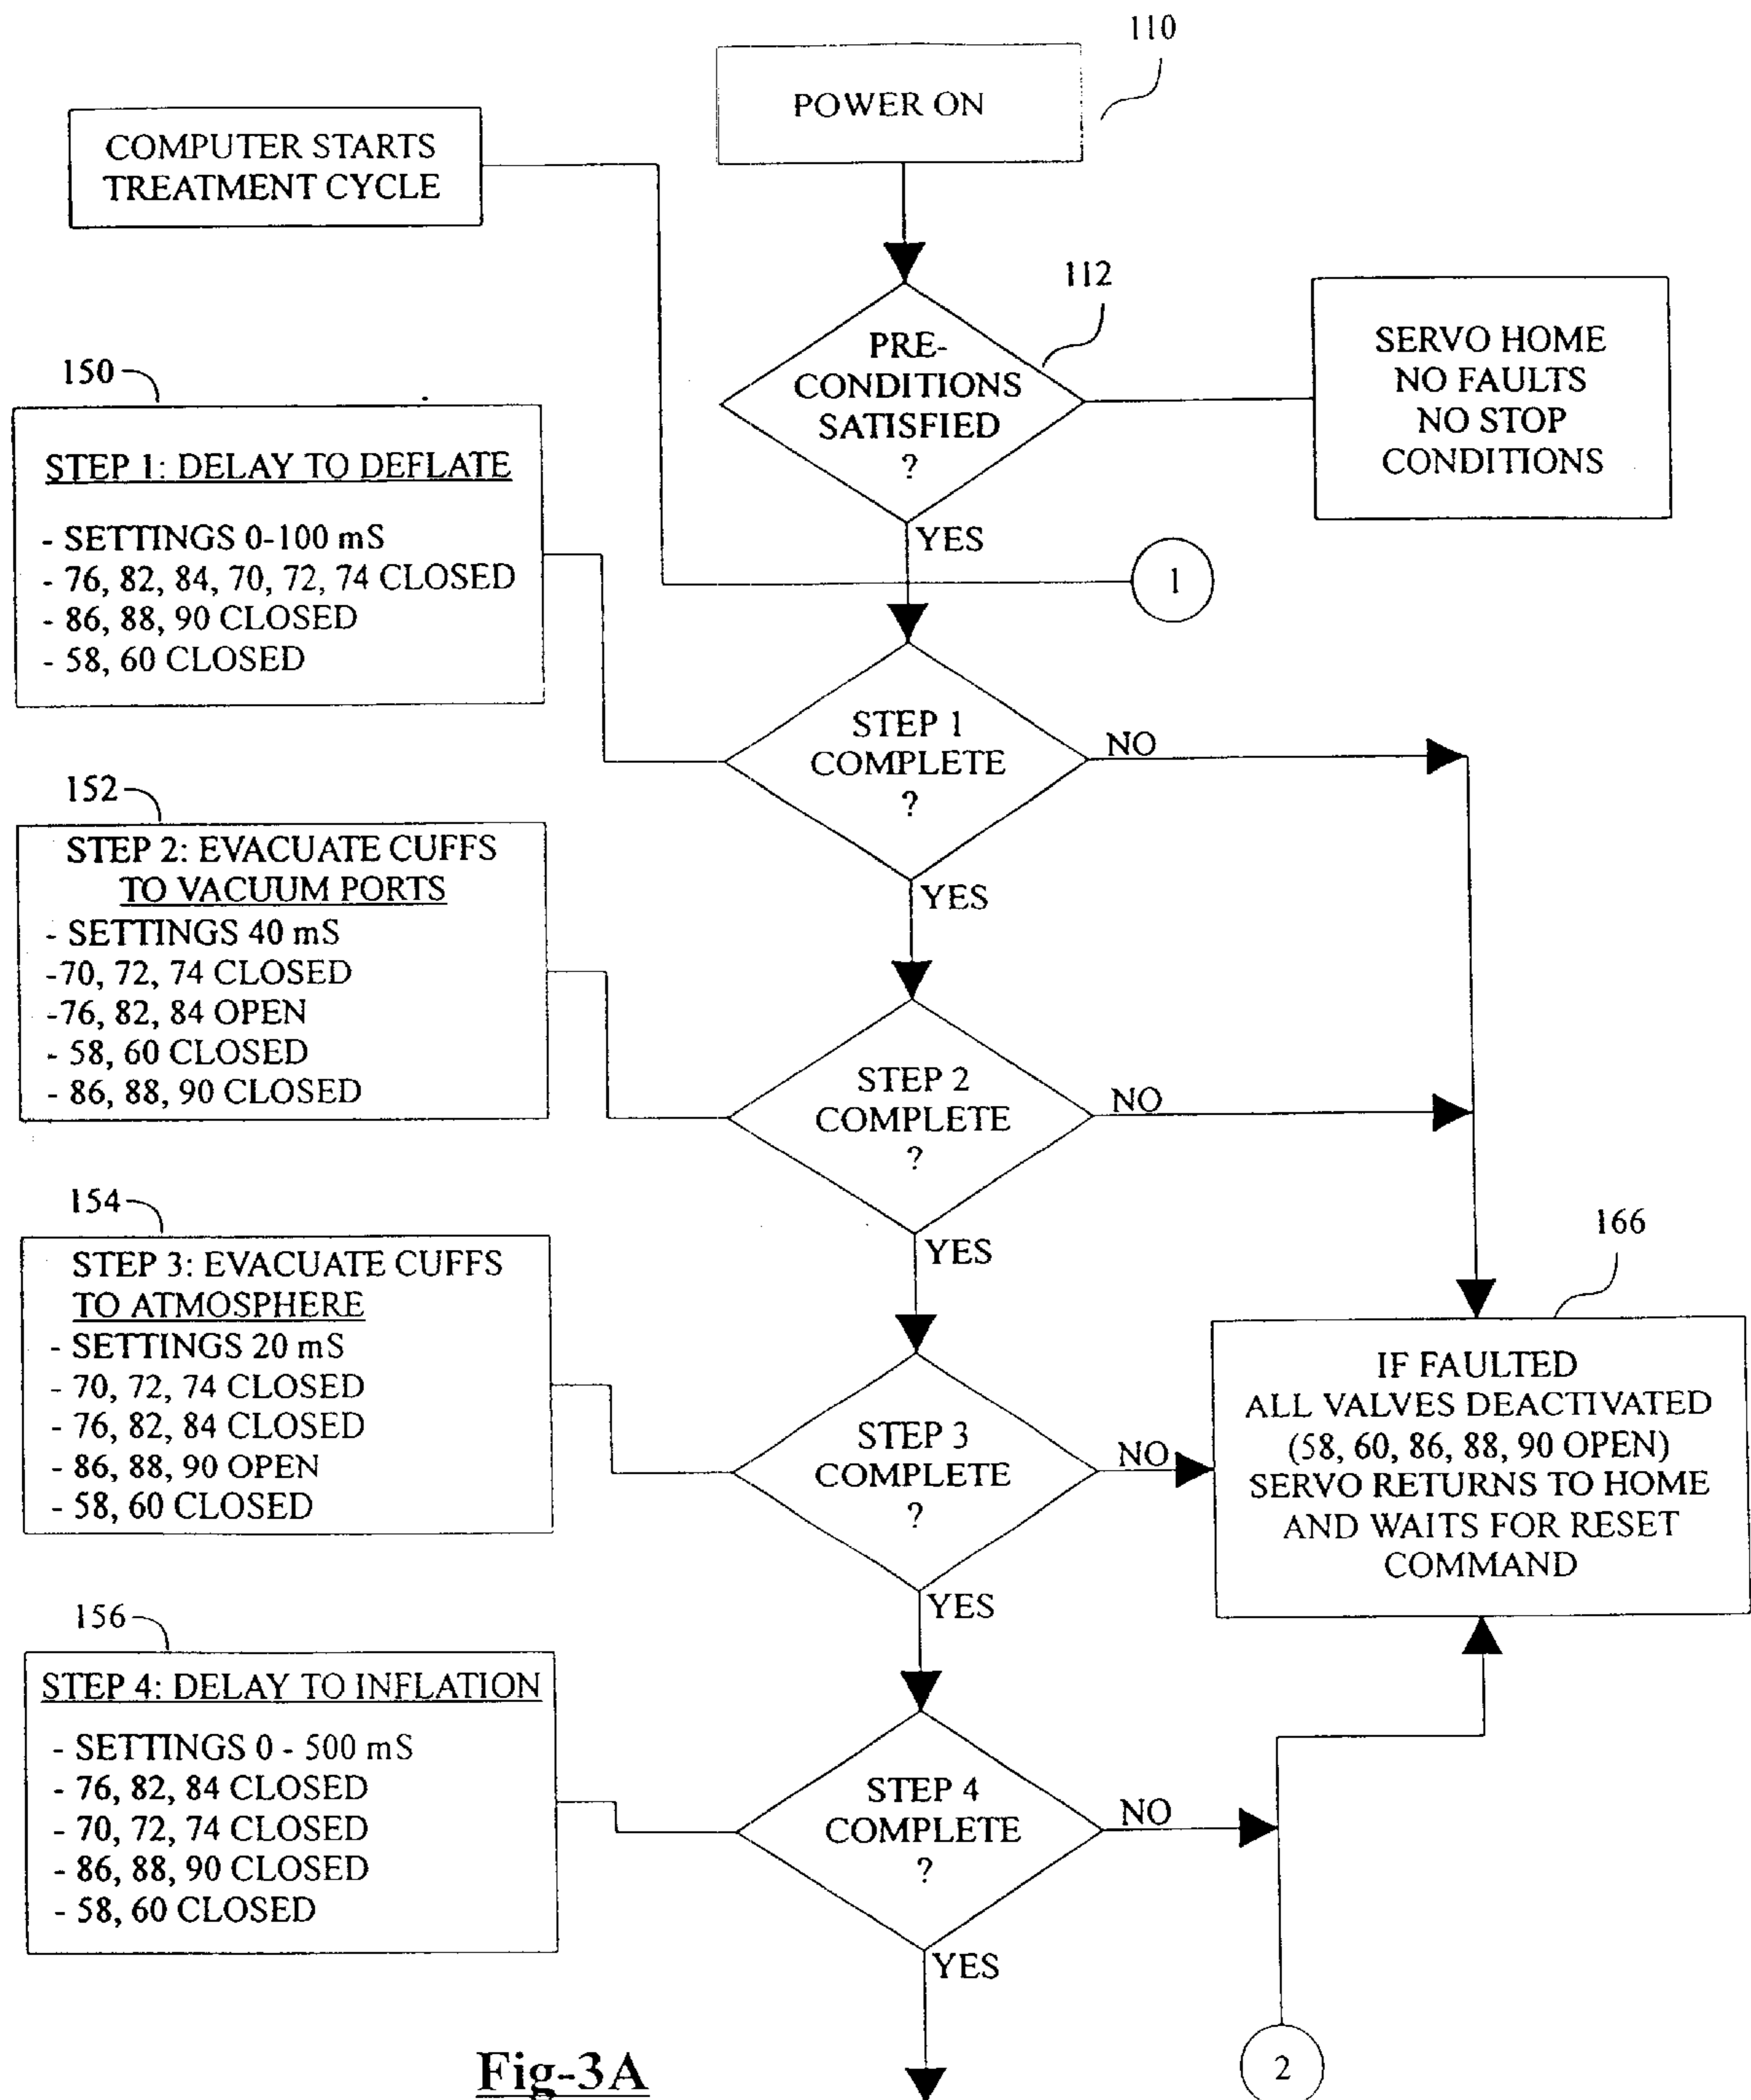 110
POWER ON
COMPUTER STARTS
TREATMENT CYCLE
112
PRE-
CONDITIONS
SATISFIED
?
SERVO HOME
NO FAULTS
NO STOP
CONDITIONS
YES
1
150
STEP 1: DELAY TO DEFLATE
- SETTINGS 0-100 mS
- 76, 82, 84, 70, 72, 74 CLOSED
- 86, 88, 90 CLOSED
- 58, 60 CLOSED
STEP 1
COMPLETE
?
NO
YES
152
STEP 2: EVACUATE CUFFS
TO VACUUM PORTS
- SETTINGS 40 mS
-70, 72, 74 CLOSED
-76, 82, 84 OPEN
- 58, 60 CLOSED
- 86, 88, 90 CLOSED
STEP 2
COMPLETE
?
NO
YES
154
STEP 3: EVACUATE CUFFS
TO ATMOSPHERE
- SETTINGS 20 mS
- 70, 72, 74 CLOSED
- 76, 82, 84 CLOSED
- 86, 88, 90 OPEN
- 58, 60 CLOSED
STEP 3
COMPLETE
?
NO
YES
166
IF FAULTED
ALL VALVES DEACTIVATED
(58, 60, 86, 88, 90 OPEN)
SERVO RETURNS TO HOME
AND WAITS FOR RESET
COMMAND
156
STEP 4: DELAY TO INFLATION
- SETTINGS 0 - 500 mS
- 76, 82, 84 CLOSED
- 70, 72, 74 CLOSED
- 86, 88, 90 CLOSED
- 58, 60 CLOSED
STEP 4
COMPLETE
?
NO
YES
2
Fig-3A